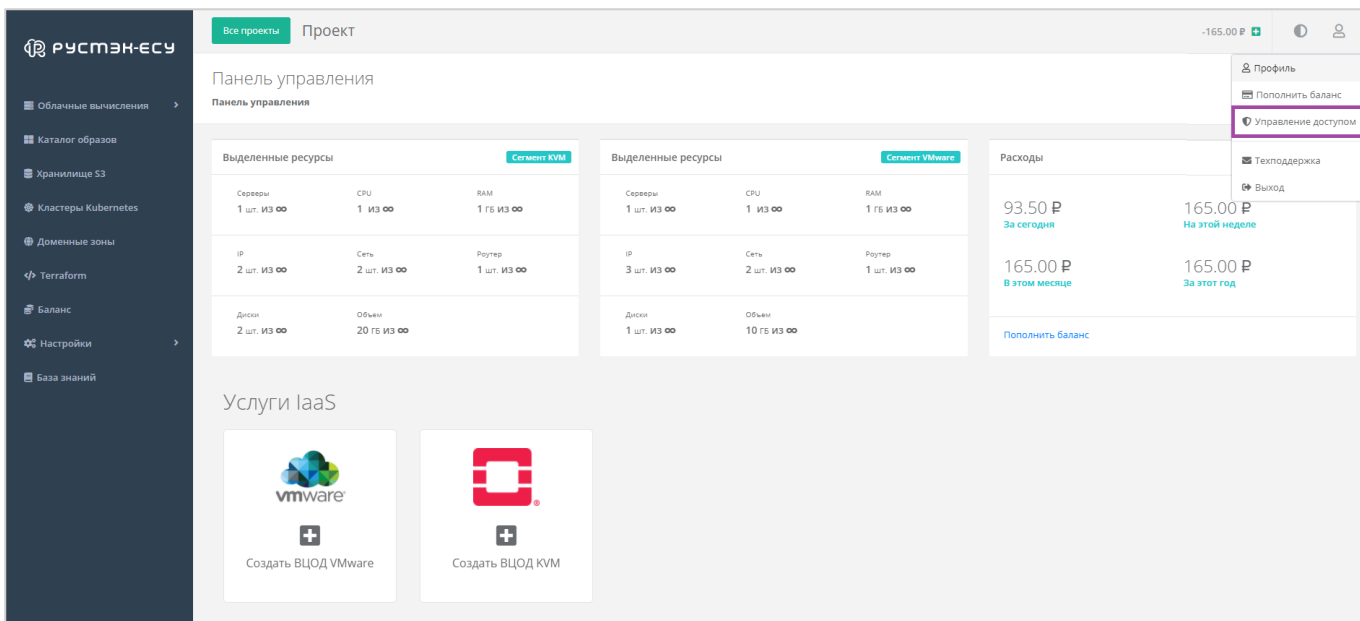 РУСТЭК-ЕСУ
Облачные вычисления
Каталог образов
Хранилище S3
Кластеры Kubernetes
Доменные зоны
Terraform
Баланс
Настройки
База знаний
Все проекты Проект -165.00 ₽
Профиль
Пополнить баланс
Управление доступом
Техподдержка
Выход
Панель управления
Панель управления
Выделенные ресурсы Сегмент KVM
Серверы CPU RAM
1 шт. ИЗ ∞ 1 ИЗ ∞ 1 ГБ ИЗ ∞
IP Сеть Роутер
2 шт. ИЗ ∞ 2 шт. ИЗ ∞ 1 шт. ИЗ ∞
Диски Объем
2 шт. ИЗ ∞ 20 ГБ ИЗ ∞
Выделенные ресурсы Сегмент VMware
Серверы CPU RAM
1 шт. ИЗ ∞ 1 ИЗ ∞ 1 ГБ ИЗ ∞
IP Сеть Роутер
3 шт. ИЗ ∞ 2 шт. ИЗ ∞ 1 шт. ИЗ ∞
Диски Объем
1 шт. ИЗ ∞ 10 ГБ ИЗ ∞
Расходы
93.50 ₽ 165.00 ₽
За сегодня На этой неделе
165.00 ₽ 165.00 ₽
В этом месяце За этот год
Пополнить баланс
Услуги IaaS
vmware
Создать ВЦОД VMware
Создать ВЦОД KVM